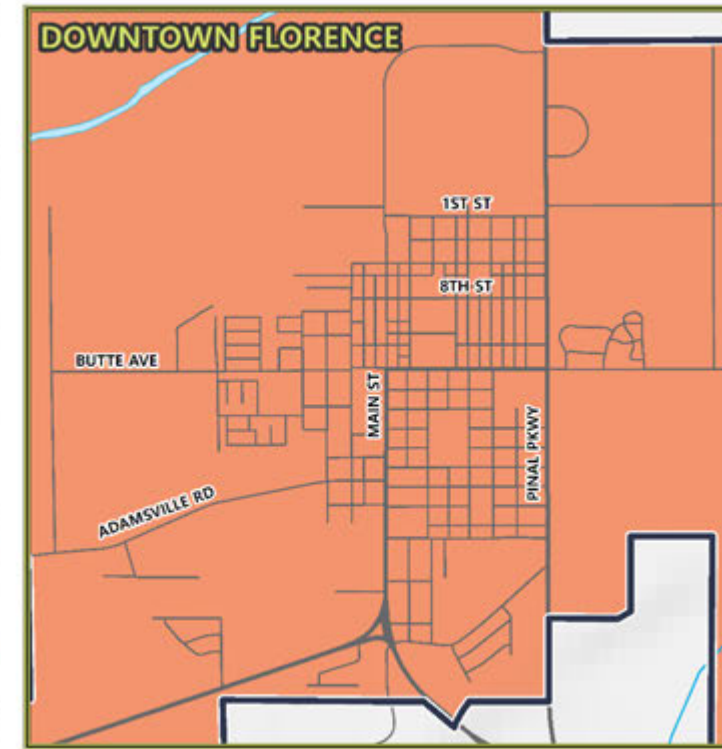 DOWNTOWN FLORENCE
1ST ST
8TH ST
BUTTE AVE
MAIN ST
PINAL PKWY
ADAMSVILLE RD